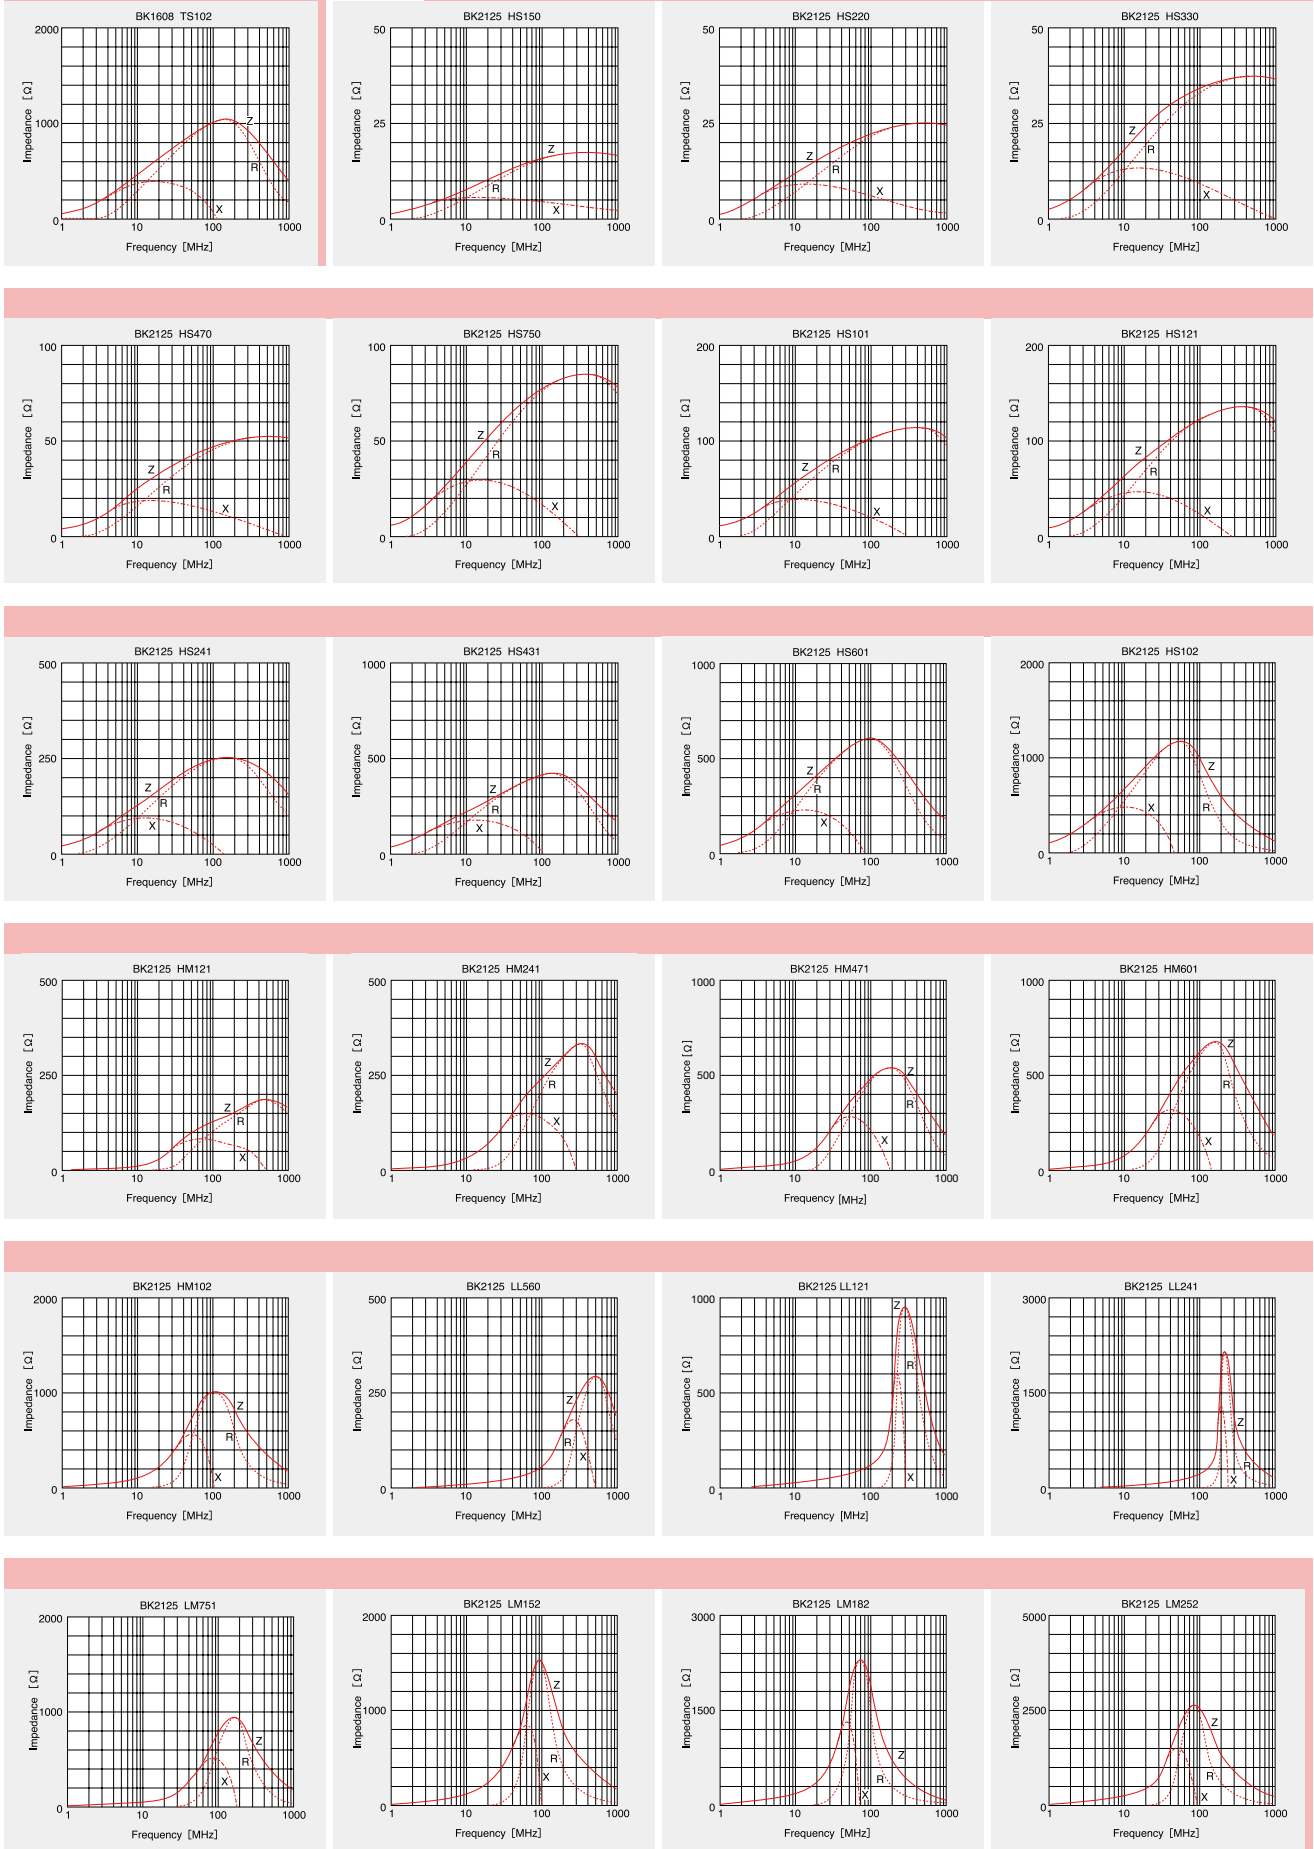 BK1608 TS102
2000
1000
0
Impedance [Ω]
Z
R
X
1 10 100 1000
Frequency [MHz]
BK2125 HS150
50
25
0
Impedance [Ω]
Z
R
X
1 10 100 1000
Frequency [MHz]
BK2125 HS220
50
25
0
Impedance [Ω]
Z
R
X
1 10 100 1000
Frequency [MHz]
BK2125 HS330
50
25
0
Impedance [Ω]
Z
R
X
1 10 100 1000
Frequency [MHz]
BK2125 HS470
100
50
0
Impedance [Ω]
Z
R
X
1 10 100 1000
Frequency [MHz]
BK2125 HS750
100
50
0
Impedance [Ω]
Z
R
X
1 10 100 1000
Frequency [MHz]
BK2125 HS101
200
100
0
Impedance [Ω]
Z
R
X
1 10 100 1000
Frequency [MHz]
BK2125 HS121
200
100
0
Impedance [Ω]
Z
R
X
1 10 100 1000
Frequency [MHz]
BK2125 HS241
500
250
0
Impedance [Ω]
Z
R
X
1 10 100 1000
Frequency [MHz]
BK2125 HS431
1000
500
0
Impedance [Ω]
Z
R
X
1 10 100 1000
Frequency [MHz]
BK2125 HS601
1000
500
0
Impedance [Ω]
Z
R
X
1 10 100 1000
Frequency [MHz]
BK2125 HS102
2000
1000
0
Impedance [Ω]
Z
R
X
1 10 100 1000
Frequency [MHz]
BK2125 HM121
500
250
0
Impedance [Ω]
Z
R
X
1 10 100 1000
Frequency [MHz]
BK2125 HM241
500
250
0
Impedance [Ω]
Z
R
X
1 10 100 1000
Frequency [MHz]
BK2125 HM471
1000
500
0
Impedance [Ω]
Z
R
X
1 10 100 1000
Frequency [MHz]
BK2125 HM601
1000
500
0
Impedance [Ω]
Z
R
X
1 10 100 1000
Frequency [MHz]
BK2125 HM102
2000
1000
0
Impedance [Ω]
Z
R
X
1 10 100 1000
Frequency [MHz]
BK2125 LL560
500
250
0
Impedance [Ω]
Z
R
X
1 10 100 1000
Frequency [MHz]
BK2125 LL121
1000
500
0
Impedance [Ω]
Z
R
X
1 10 100 1000
Frequency [MHz]
BK2125 LL241
3000
1500
0
Impedance [Ω]
Z
R
X
1 10 100 1000
Frequency [MHz]
BK2125 LM751
2000
1000
0
Impedance [Ω]
Z
R
X
1 10 100 1000
Frequency [MHz]
BK2125 LM152
2000
1000
0
Impedance [Ω]
Z
R
X
1 10 100 1000
Frequency [MHz]
BK2125 LM182
3000
1500
0
Impedance [Ω]
Z
R
X
1 10 100 1000
Frequency [MHz]
BK2125 LM252
5000
2500
0
Impedance [Ω]
Z
R
X
1 10 100 1000
Frequency [MHz]